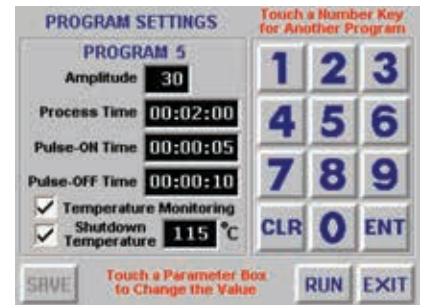 PROGRAM SETTINGS
Touch a Number Key
for Another Program
PROGRAM 5
Amplitude 30
Process Time 00:02:00
Pulse-ON Time 00:00:05
Pulse-OFF Time 00:00:10
Temperature Monitoring
Shutdown
Temperature 115 °C
1 2 3
4 5 6
7 8 9
CLR 0 ENT
SAVE
Touch a Parameter Box
to Change the Value
RUN EXIT